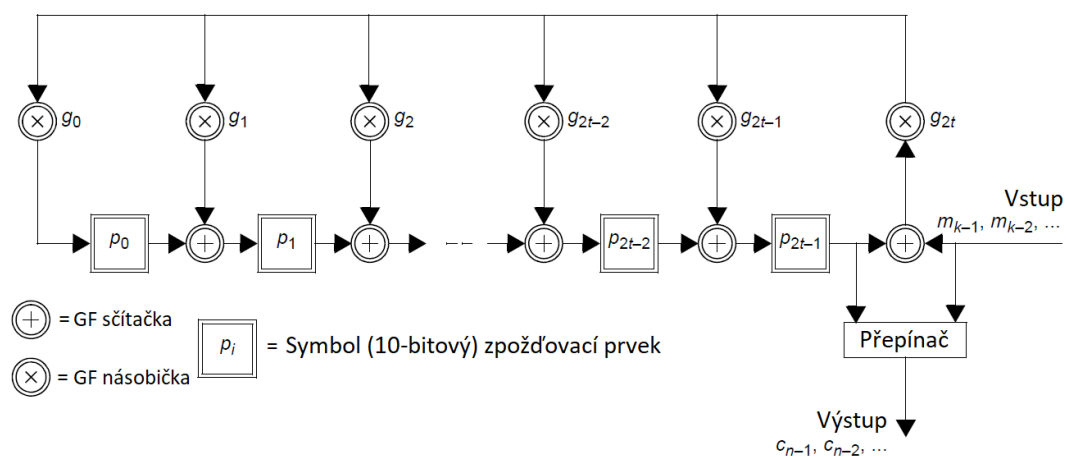 g0 g1 g2 g2t–2 g2t–1 g2t
Vstup
mk–1, mk–2, ...
p0 p1 p2t–2 p2t–1
= GF sčítačka
pi = Symbol (10-bitový) zpožďovací prvek
Přepínač
= GF násobička
Výstup
cn–1, cn–2, ...